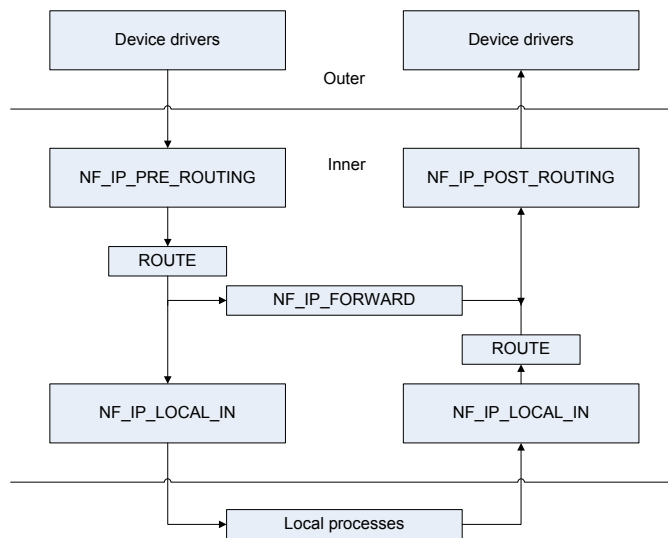 Device drivers
Device drivers
Outer
NF_IP_PRE_ROUTING
Inner
NF_IP_POST_ROUTING
ROUTE
NF_IP_FORWARD
ROUTE
NF_IP_LOCAL_IN
NF_IP_LOCAL_IN
Local processes